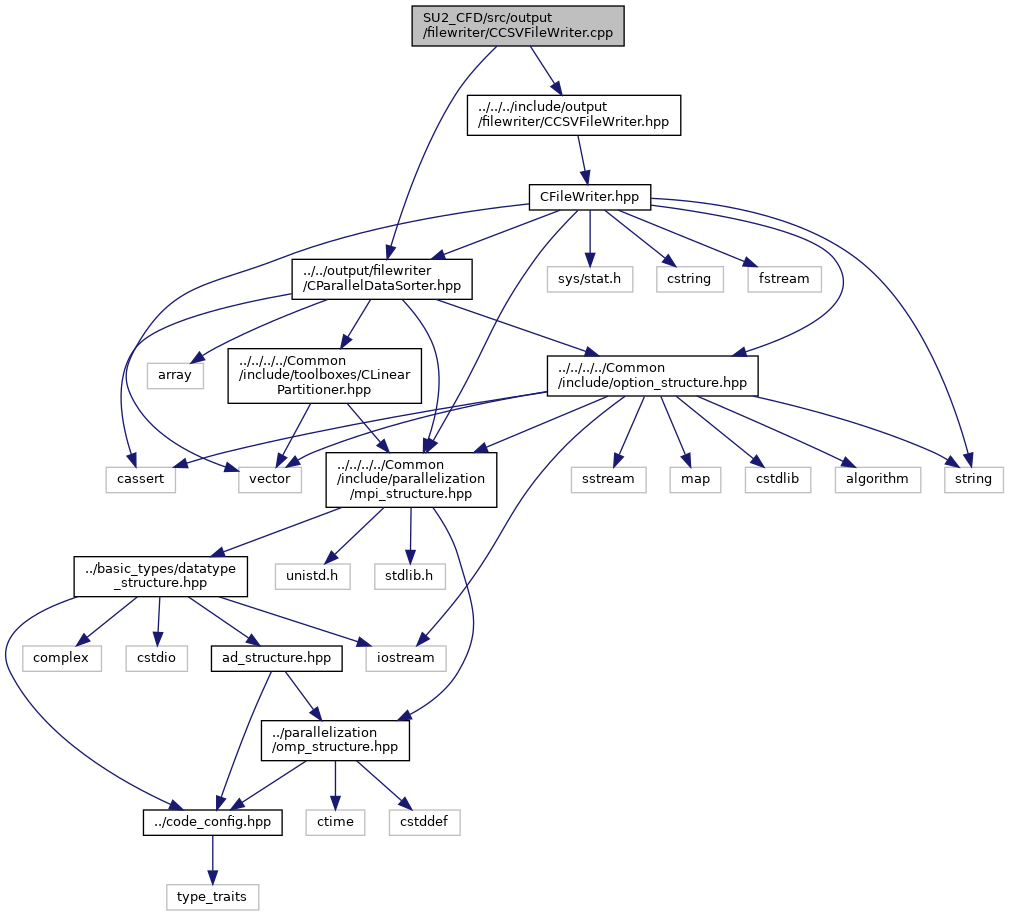 SU2_CFD/src/output
/filewriter/CCSVFileWriter.cpp
../../../include/output
/filewriter/CCSVFileWriter.hpp
CFileWriter.hpp
../../output/filewriter
/CParallelDataSorter.hpp
sys/stat.h
cstring
fstream
array
../../../../Common
/include/toolboxes/CLinear
Partitioner.hpp
../../../../Common
/include/option_structure.hpp
cassert
vector
../../../../Common
/include/parallelization
/mpi_structure.hpp
sstream
map
cstdlib
algorithm
string
../basic_types/datatype
_structure.hpp
unistd.h
stdlib.h
complex
cstdio
ad_structure.hpp
iostream
../parallelization
/omp_structure.hpp
../code_config.hpp
ctime
cstddef
type_traits